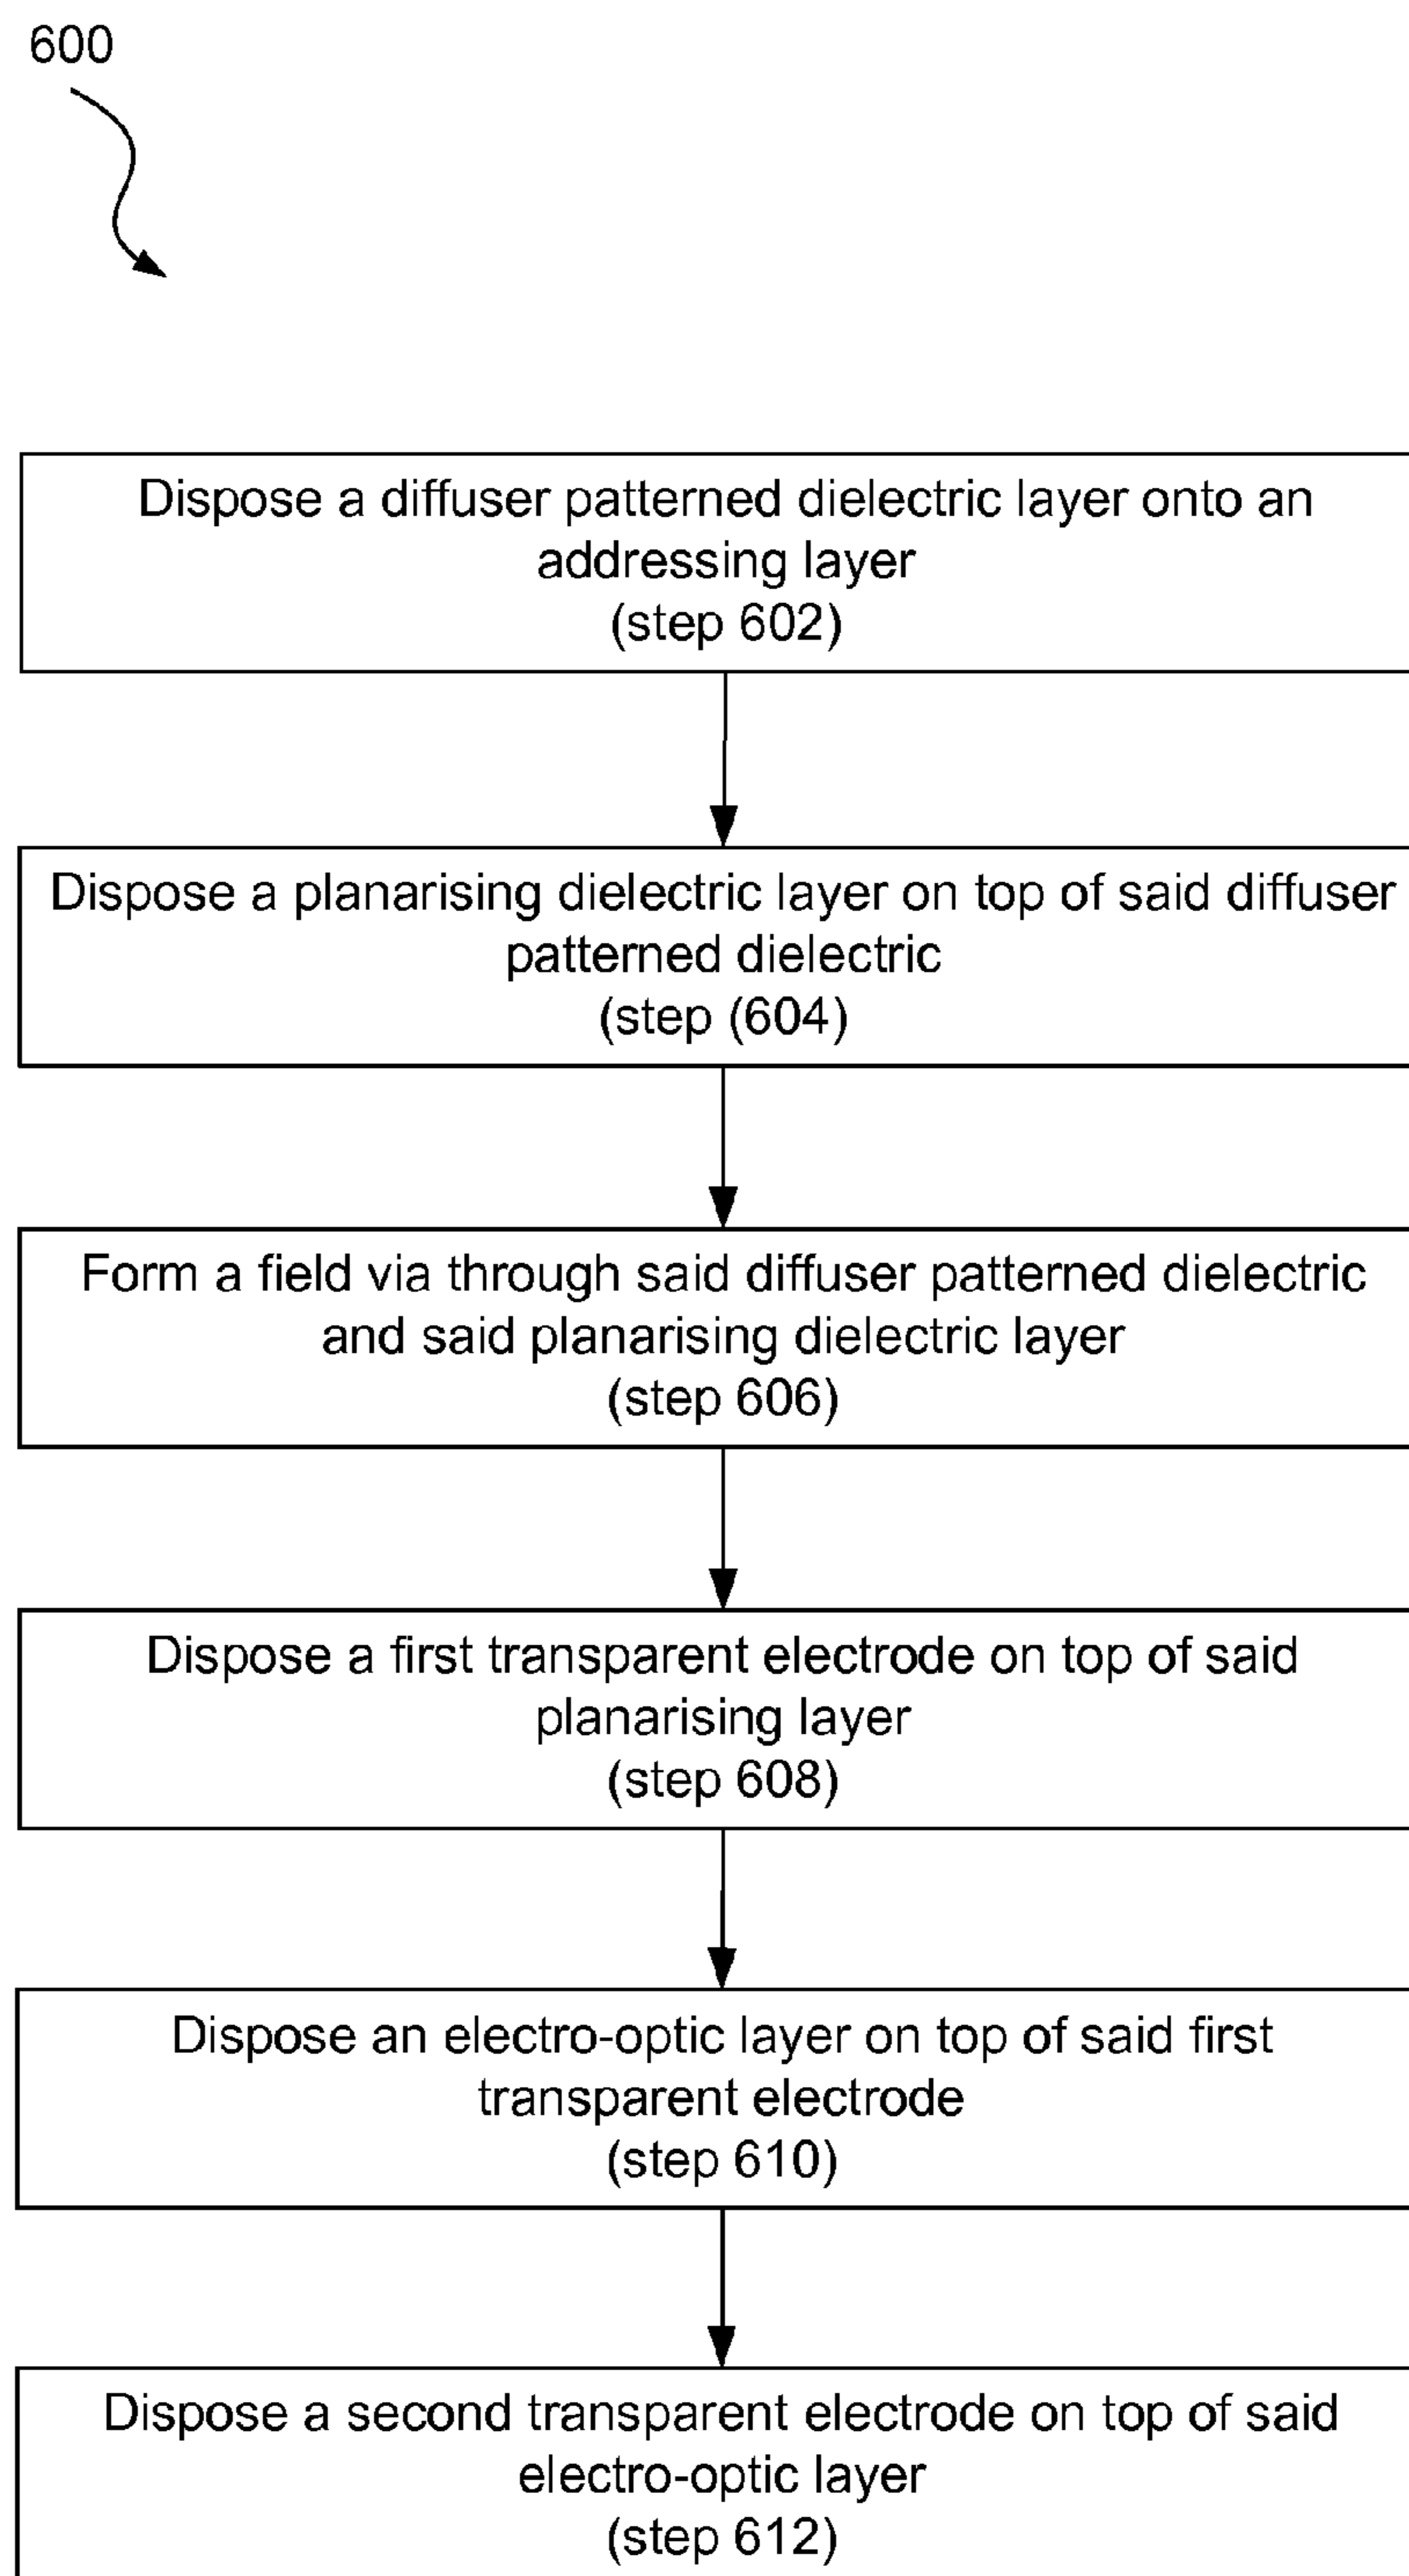 600
Dispose a diffuser patterned dielectric layer onto an
addressing layer
(step 602)
Dispose a planarising dielectric layer on top of said diffuser
patterned dielectric
(step (604)
Form a field via through said diffuser patterned dielectric
and said planarising dielectric layer
(step 606)
Dispose a first transparent electrode on top of said
planarising layer
(step 608)
Dispose an electro-optic layer on top of said first
transparent electrode
(step 610)
Dispose a second transparent electrode on top of said
electro-optic layer
(step 612)